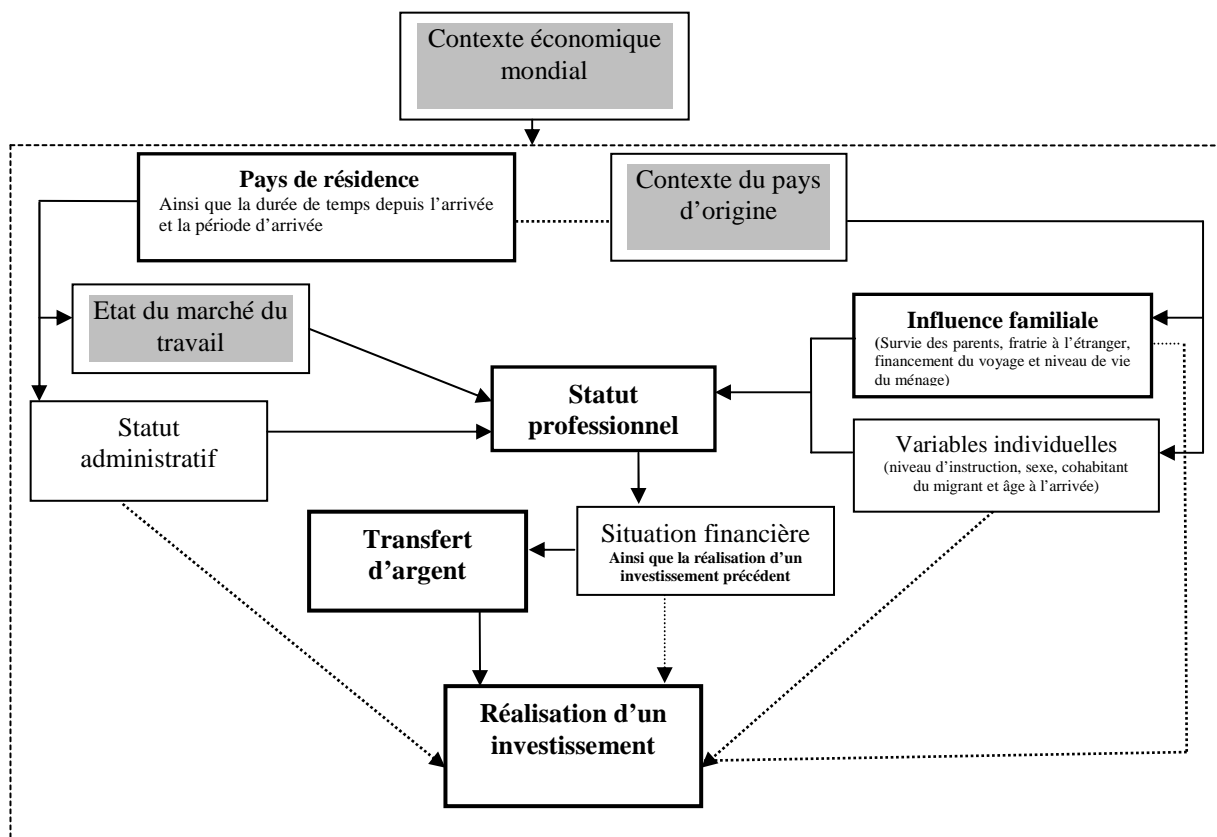 Contexte économique
mondial
Pays de résidence
Ainsi que la durée de temps depuis l’arrivée
et la période d’arrivée
Contexte du pays
d’origine
Etat du marché du
travail
Influence familiale
(Survie des parents, fratrie à l’étranger,
financement du voyage et niveau de vie
du ménage)
Statut
professionnel
Statut
administratif
Variables individuelles
(niveau d’instruction, sexe, cohabitant
du migrant et âge à l’arrivée)
Transfert
d’argent
Situation financière
Ainsi que la réalisation d’un
investissement précédent
Réalisation d’un
investissement